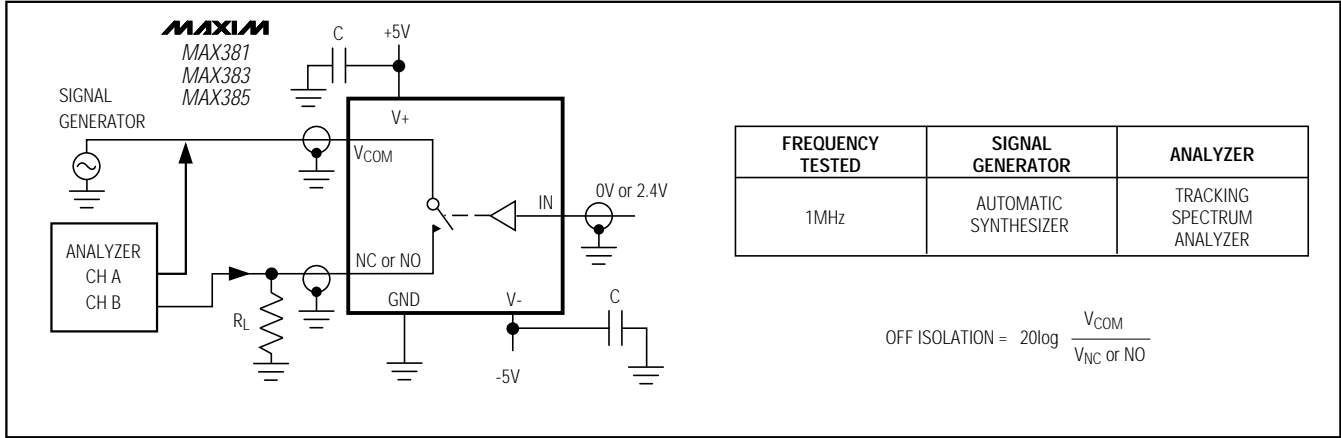 MAXIM
MAX381
MAX383
MAX385
C
+5V
SIGNAL
GENERATOR
V+
VCOM
IN
0V or 2.4V
ANALYZER
CH A
CH B
NC or NO
RL
GND
V-
C
-5V
FREQUENCY
TESTED
SIGNAL
GENERATOR
ANALYZER
1MHz
AUTOMATIC
SYNTHESIZER
TRACKING
SPECTRUM
ANALYZER
OFF ISOLATION = 20log VCOM
VNC or NO